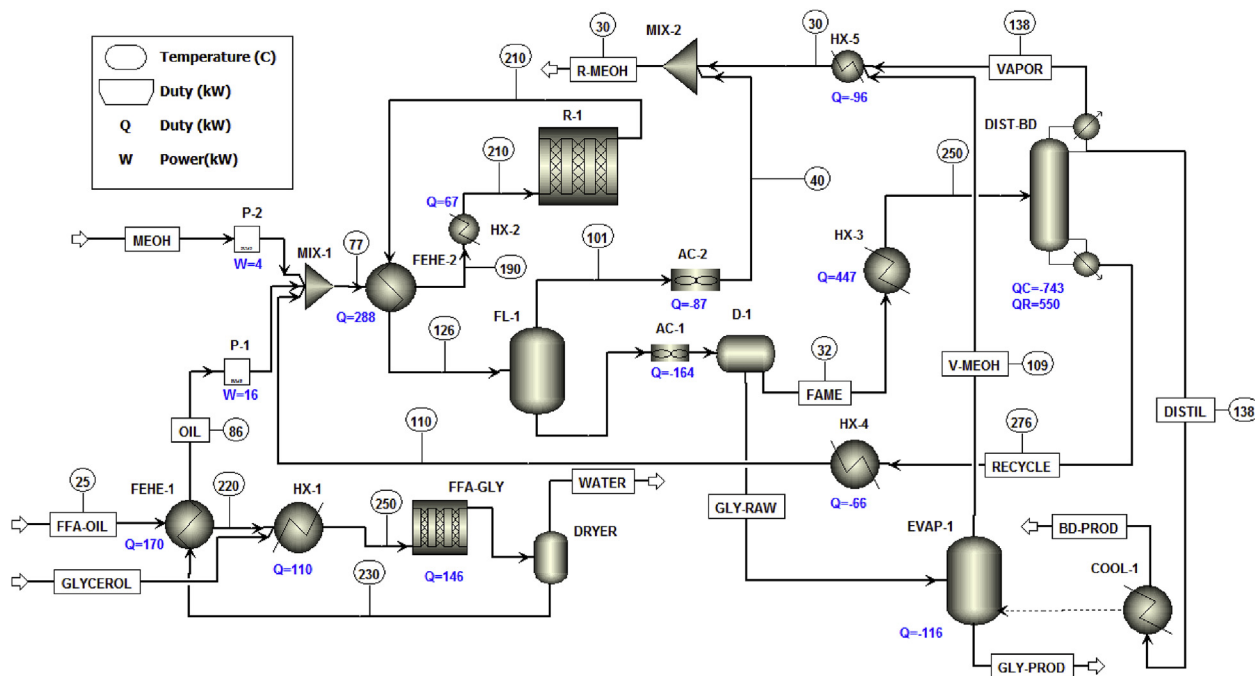 Temperature (C)
Duty (kW)
Q Duty (kW)
W Power(kW)
30
R-MEOH
MIX-2
30
HX-5
Q=-96
138
VAPOR
210
R-1
DIST-BD
210
250
Q=67
HX-2
40
P-2
MEOH
W=4
MIX-1
77
FEHE-2
190
101
AC-2
Q=-87
HX-3
Q=447
QC=-743
QR=550
Q=288
126
FL-1
AC-1
Q=-164
D-1
32
FAME
V-MEOH
109
P-1
W=16
OIL
86
110
HX-4
Q=-66
276
RECYCLE
DISTIL
138
25
FFA-OIL
FEHE-1
Q=170
220
HX-1
Q=110
250
FFA-GLY
Q=146
WATER
DRYER
GLY-RAW
EVAP-1
BD-PROD
COOL-1
GLYCEROL
230
Q=-116
GLY-PROD